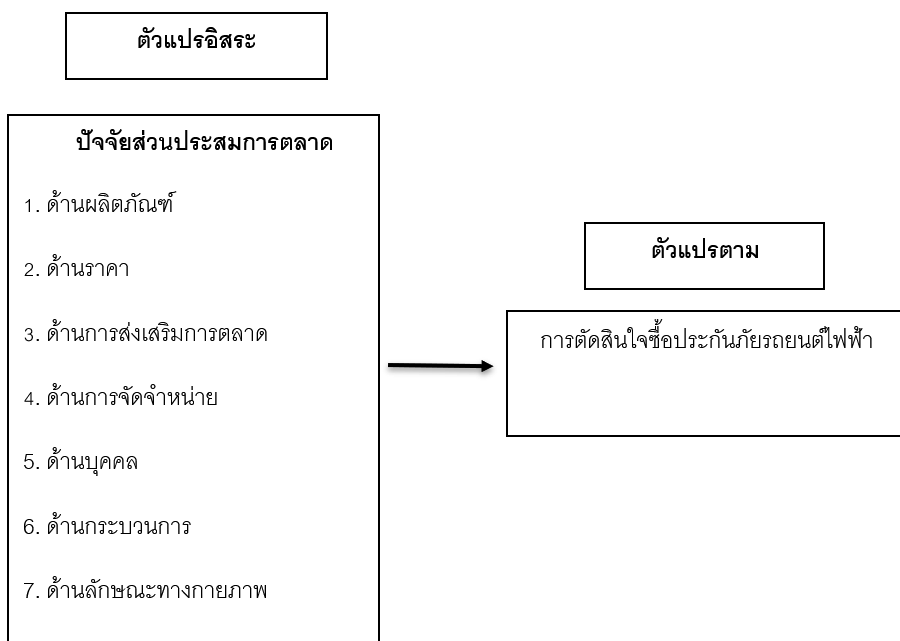 ตัวแปรอิสระ
ปัจจัยส่วนประสมการตลาด
1. ด้านผลิตภัณฑ์
2. ด้านราคา
3. ด้านการส่งเสริมการตลาด
4. ด้านการจัดจำหน่าย
5. ด้านบุคคล
6. ด้านกระบวนการ
7. ด้านลักษณะทางกายภาพ
ตัวแปรตาม
การตัดสินใจซื้อประกันภัยรถยนต์ไฟฟ้า